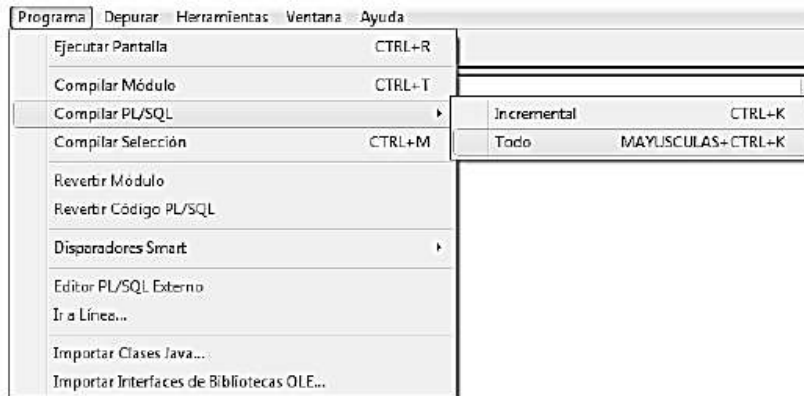 Programa Depurar Herramientas Ventana Ayuda
Ejecutar Pantalla CTRL+R
Compilar Módulo CTRL+T
Compilar PL/SQL
Incremental CTRL+K
Compilar Selección CTRL+M
Todo MAYUSCULAS+CTRL+K
Revertir Módulo
Revertir Código PL/SQL
Disparadores Smart
Editor PL/SQL Externo
Ir a Línea...
Importar Clases Java...
Importar Interfaces de Bibliotecas OLE...